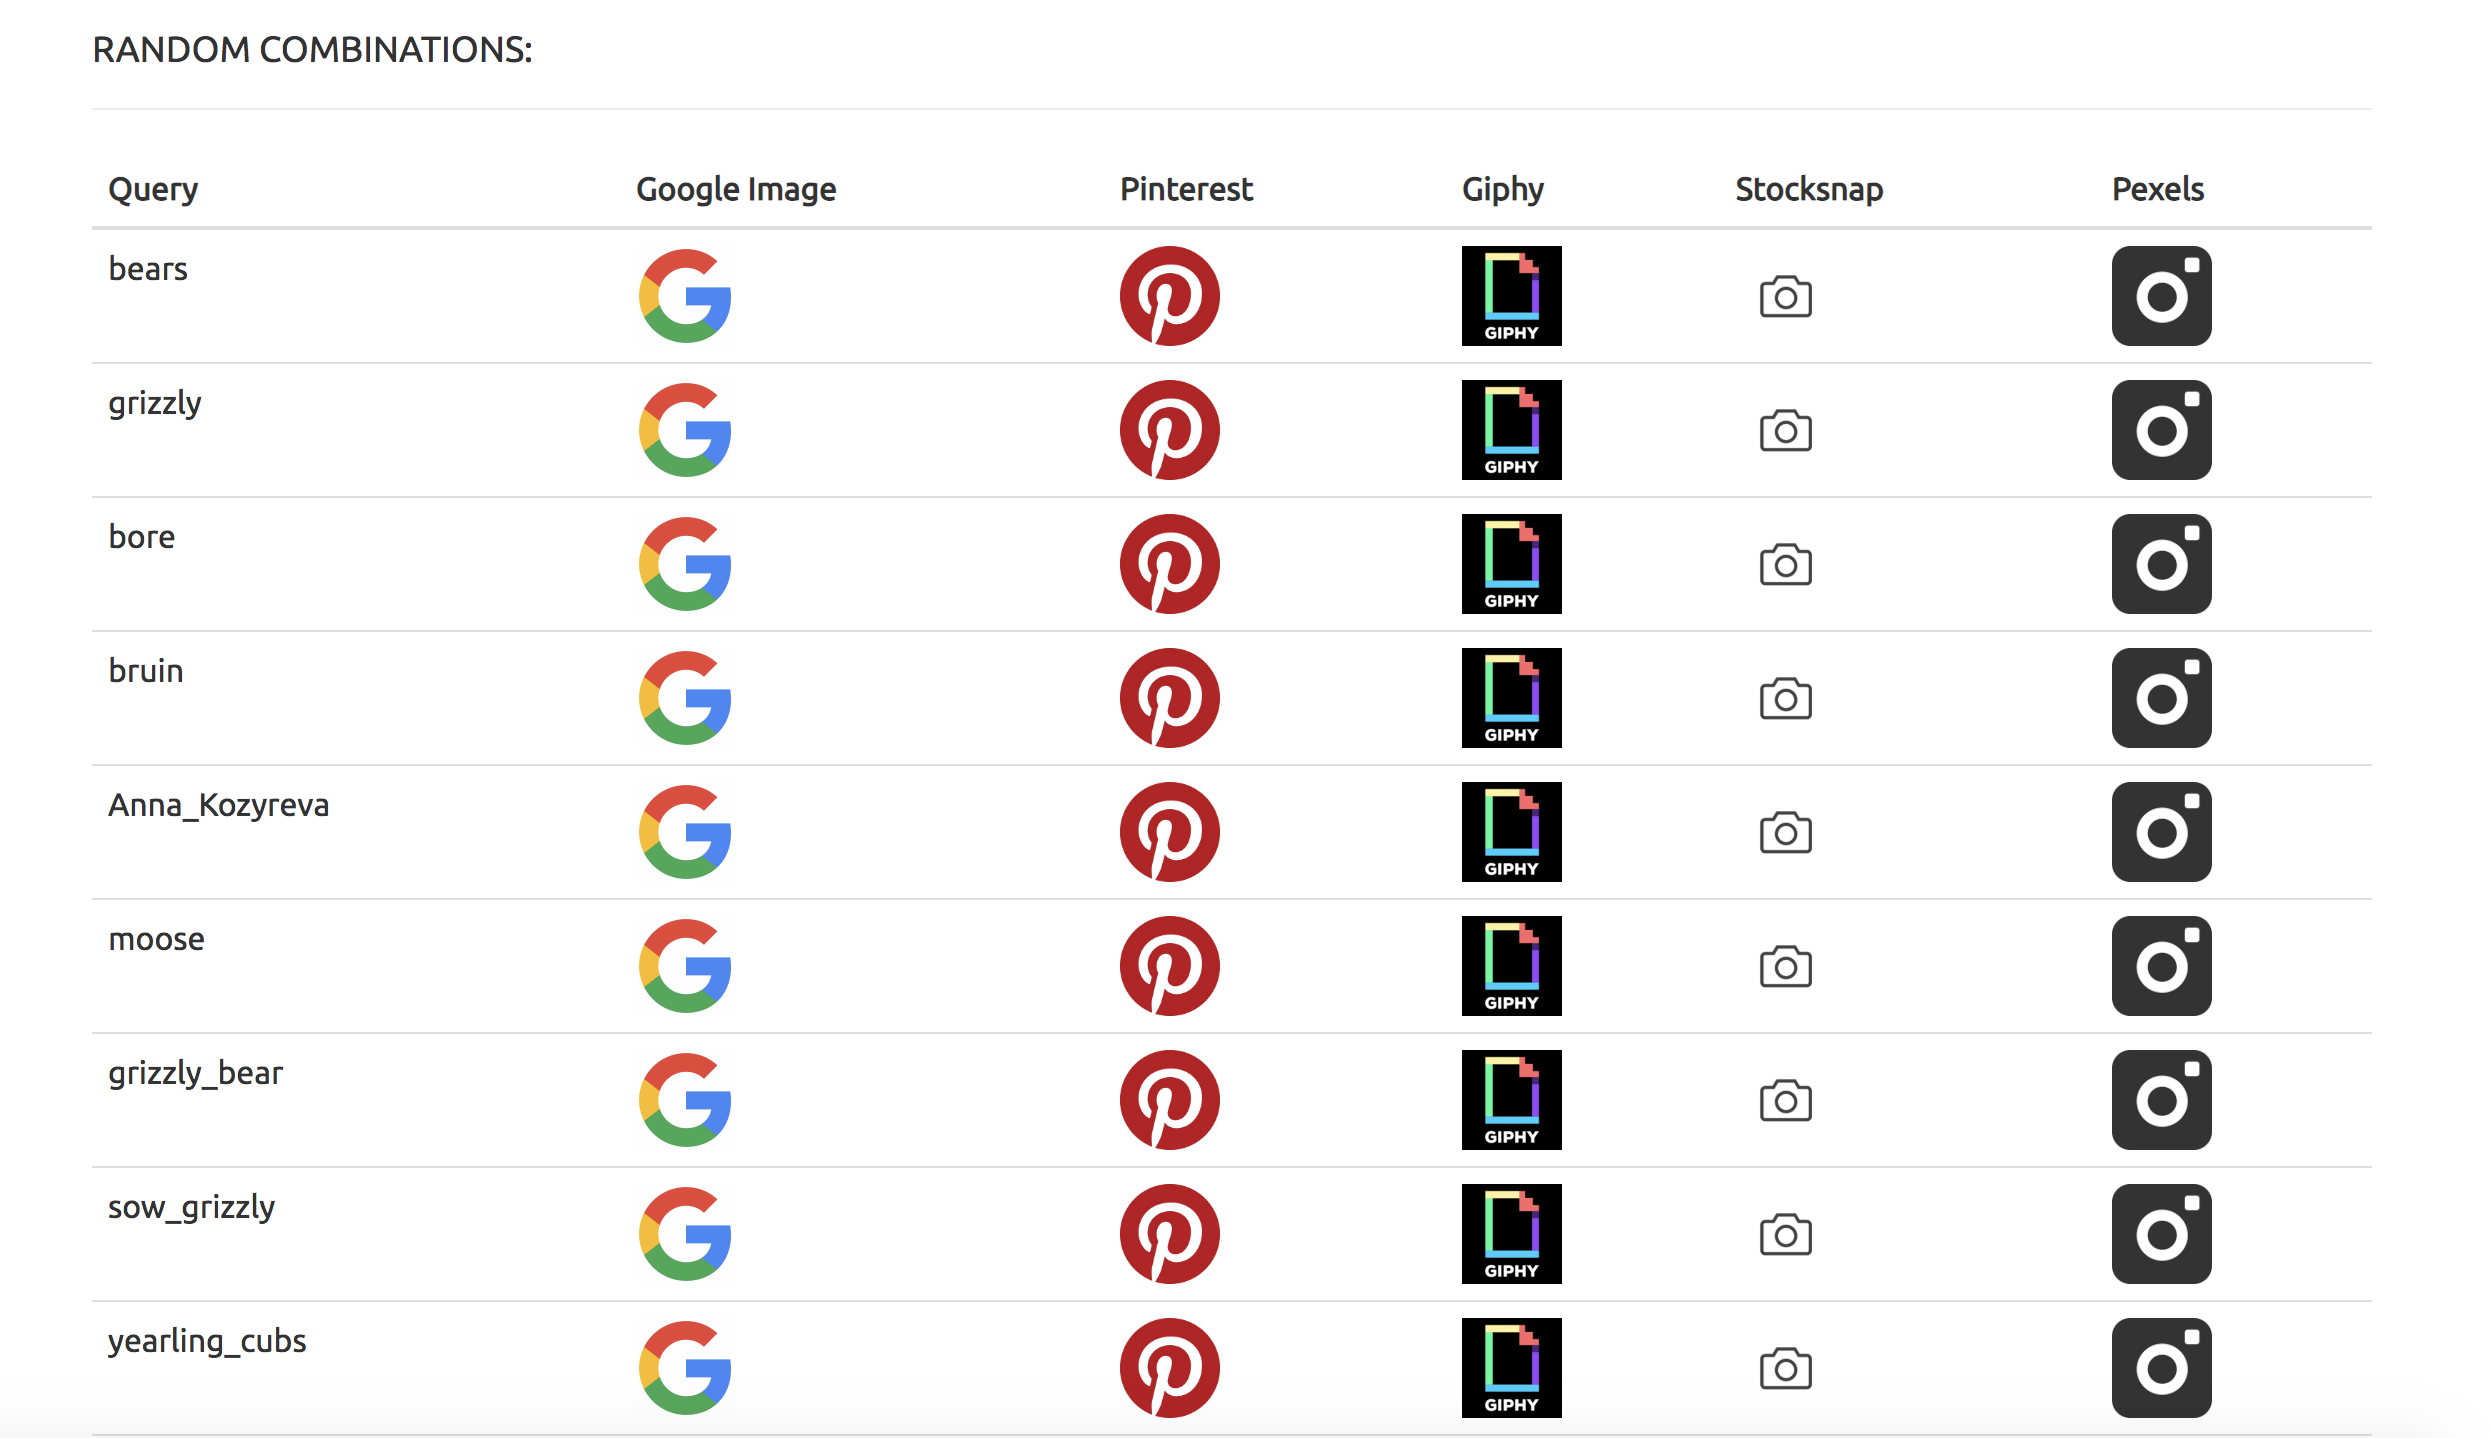 RANDOM COMBINATIONS:
Query Google Image Pinterest Giphy Stocksnap Pexels
bears GIPHY
grizzly GIPHY
bore GIPHY
bruin GIPHY
Anna_Kozyreva GIPHY
moose GIPHY
grizzly_bear GIPHY
sow_grizzly GIPHY
yearling_cubs GIPHY